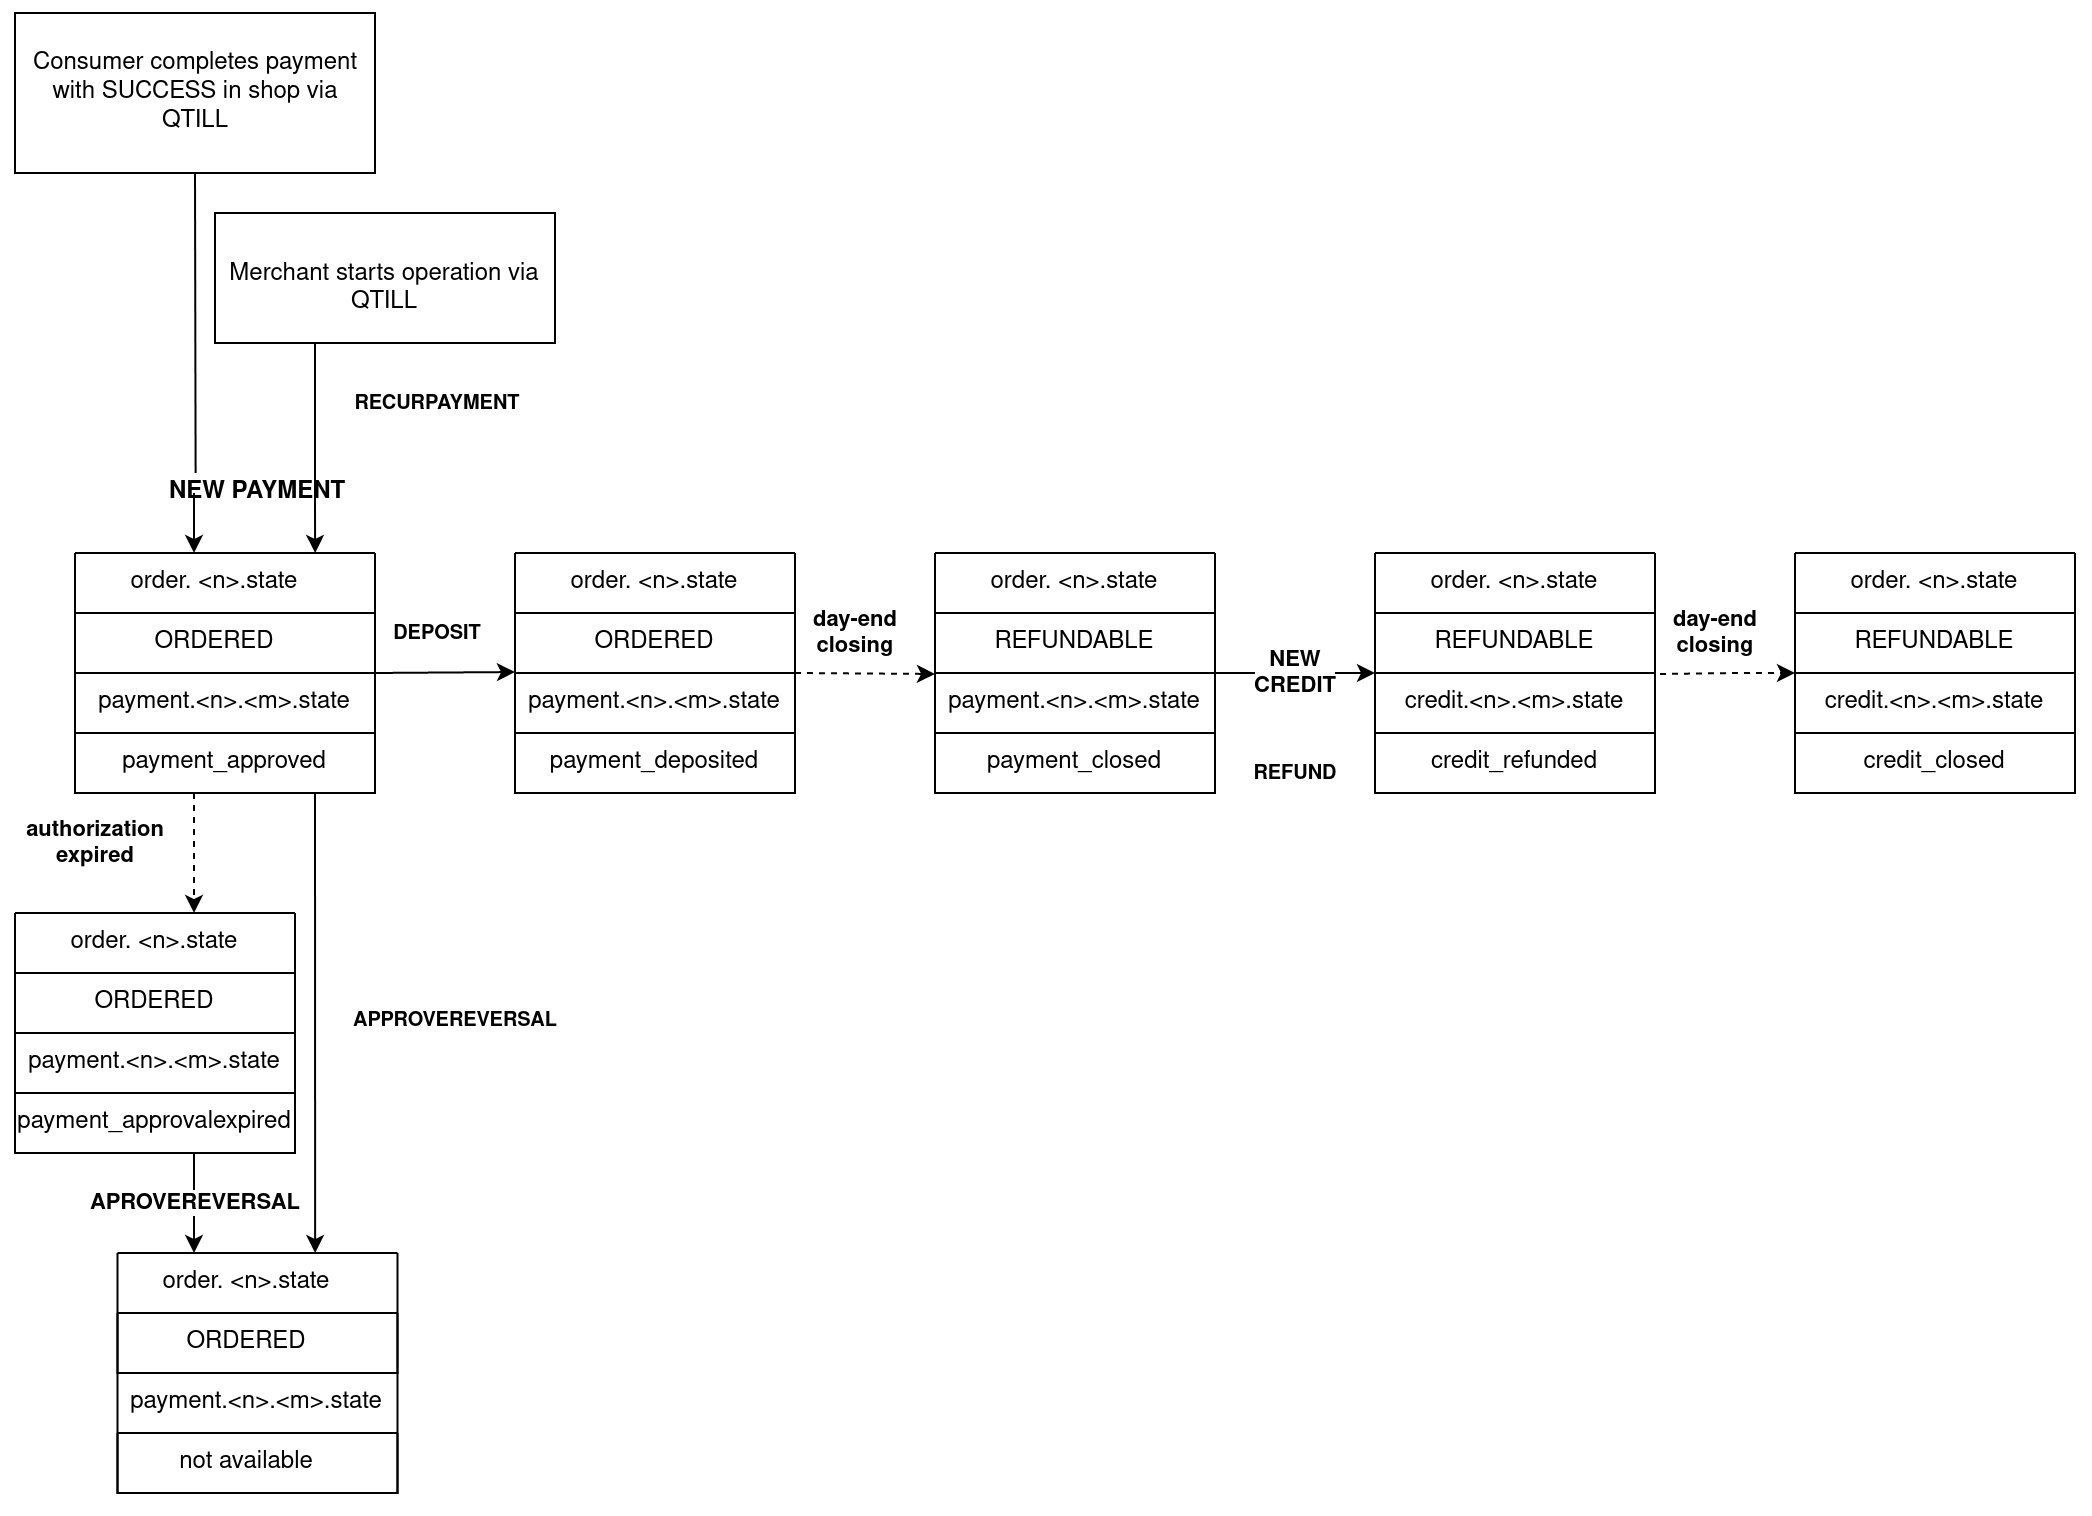 Consumer completes payment
with SUCCESS in shop via
QTILL
Merchant starts operation via
QTILL
RECURPAYMENT
NEW PAYMENT
order. <n>.state
ORDERED
payment.<n>.<m>.state
payment_approved
DEPOSIT
order. <n>.state
ORDERED
payment.<n>.<m>.state
payment_deposited
day-end
closing
order. <n>.state
REFUNDABLE
payment.<n>.<m>.state
payment_closed
NEW
CREDIT
REFUND
order. <n>.state
REFUNDABLE
credit.<n>.<m>.state
credit_refunded
day-end
closing
order. <n>.state
REFUNDABLE
credit.<n>.<m>.state
credit_closed
authorization
expired
order. <n>.state
ORDERED
payment.<n>.<m>.state
payment_approvalexpired
APPROVEREVERSAL
APROVEREVERSAL
order. <n>.state
ORDERED
payment.<n>.<m>.state
not available